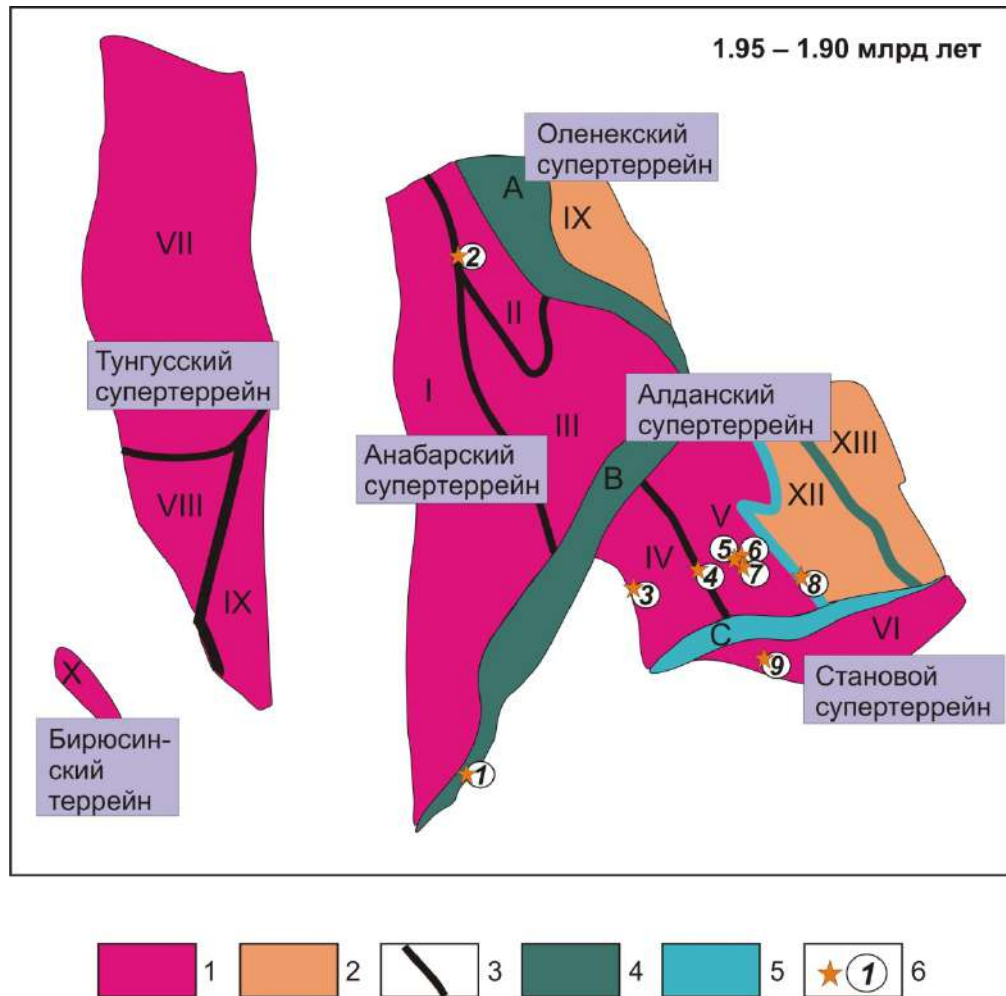 1.95 – 1.90 млрд лет
Оленекский
супертеррейн
A
IX
VII
2
II
Тунгусский
супертеррейн
I
III
Алданский
супертеррейн
XIII
Анабарский
супертеррейн
B
XII
VIII
V
IV
5
6
7
4
8
3
IX
C
VI
X
9
Становой
супертеррейн
Бирюсин-
ский
террейн
1
1
2
3
4
5
1
6